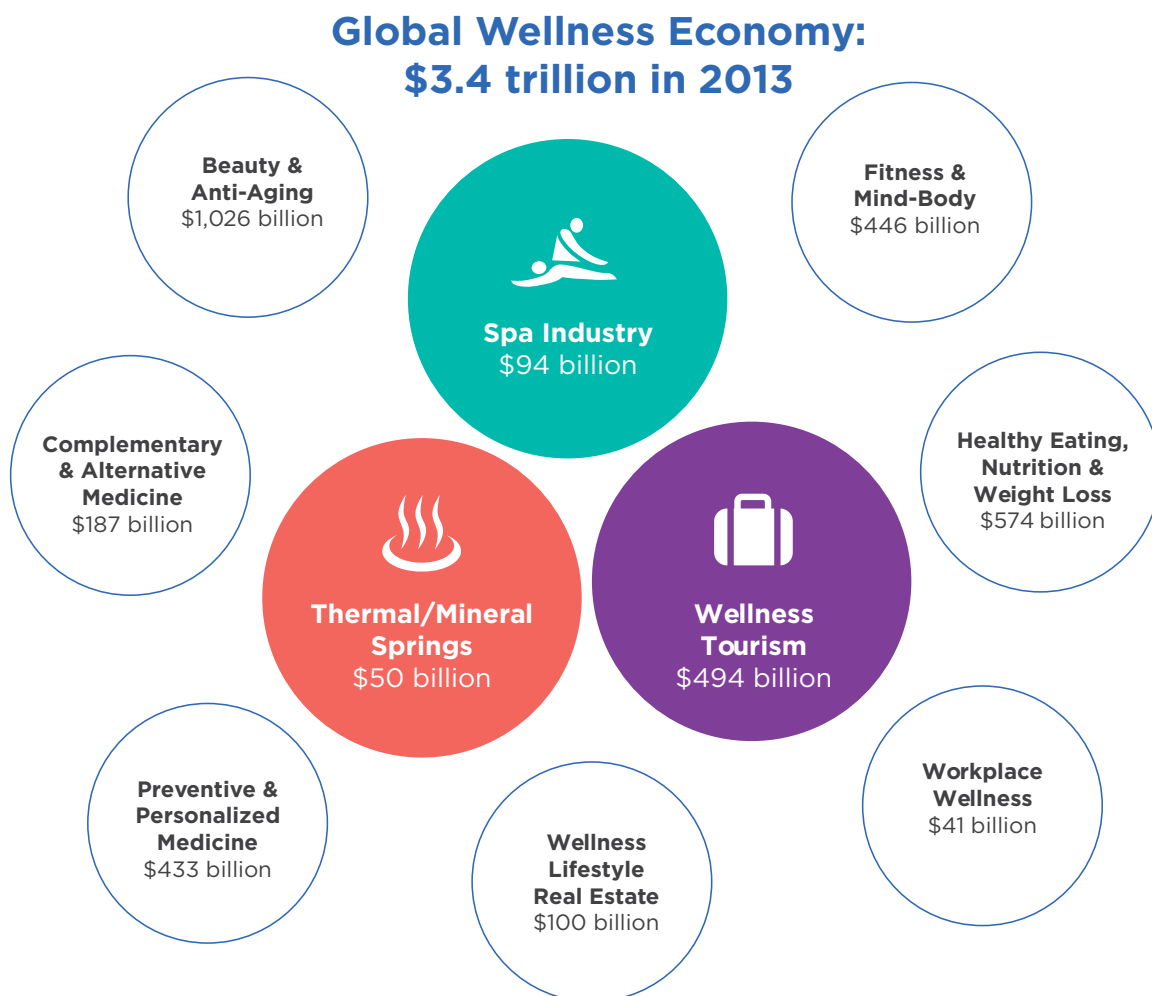 Global Wellness Economy:
$3.4 trillion in 2013
Beauty &
Anti-Aging
$1,026 billion
Fitness &
Mind-Body
$446 billion
Spa Industry
$94 billion
Complementary
& Alternative
Medicine
$187 billion
Healthy Eating,
Nutrition &
Weight Loss
$574 billion
Thermal/Mineral
Springs
$50 billion
Wellness
Tourism
$494 billion
Preventive &
Personalized
Medicine
$433 billion
Wellness
Lifestyle
Real Estate
$100 billion
Workplace
Wellness
$41 billion